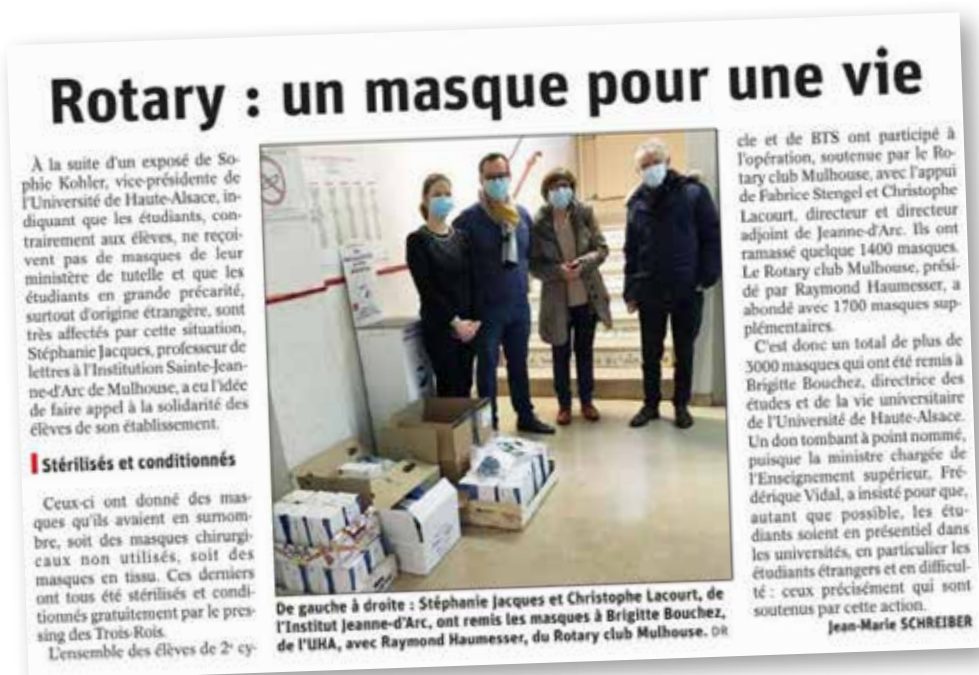 Rotary : un masque pour une vie
À la suite d'un exposé de So-
phie Kohler, vice-présidente de
l'Université de Haute-Alsace, in-
diquant que les étudiants, con-
trairement aux élèves, ne reçoi-
vent pas de masques de leur
ministère de tutelle et que les
étudiants en grande précarité,
surtout d'origine étrangère, sont
très affectés par cette situation,
Stéphanie Jacques, professeur de
lettres à l'Institution Sainte-Jean-
ne-d'Arc de Mulhouse, a eu l'idée
de faire appel à la solidarité des
élèves de son établissement.
Stérilisés et conditionnés
Ceux-ci ont donné des mas-
ques qu'ils avaient en surnom-
bre, soit des masques chirurgi-
caux non utilisés, soit des
masques en tissu. Ces derniers
ont tous été stérilisés et condi-
tionnés gratuitement par le pres-
sing des Trois-Rois.
L'ensemble des élèves de 2e cy-
cle et de BTS ont participé à
l'opération, soutenue par le Ro-
tary club Mulhouse, avec l'appui
de Fabrice Stengel et Christophe
Lacourt, directeur et directeur
adjoint de Jeanne-d'Arc. Ils ont
ramassé quelque 1400 masques.
Le Rotary club Mulhouse, prési-
dé par Raymond Haumesser, a
abondé avec 1700 masques sup-
plémentaires.
C'est donc un total de plus de
3000 masques qui ont été remis à
Brigitte Bouchez, directrice des
études et de la vie universitaire
de l'Université de Haute-Alsace.
Un don tombant à point nommé,
puisque la ministre chargée de
l'Enseignement supérieur, Fré-
dérique Vidal, a insisté pour que,
autant que possible, les étu-
diants soient en présentiel dans
les universités, en particulier les
étudiants étrangers et en difficul-
té : ceux précisément qui sont
soutenus par cette action.
Jean-Marie SCHREIBER
De gauche à droite : Stéphanie Jacques et Christophe Lacourt, de
l'Institut Jeanne-d'Arc, ont remis les masques à Brigitte Bouchez,
de l'UHA, avec Raymond Haumesser, du Rotary club Mulhouse. DR